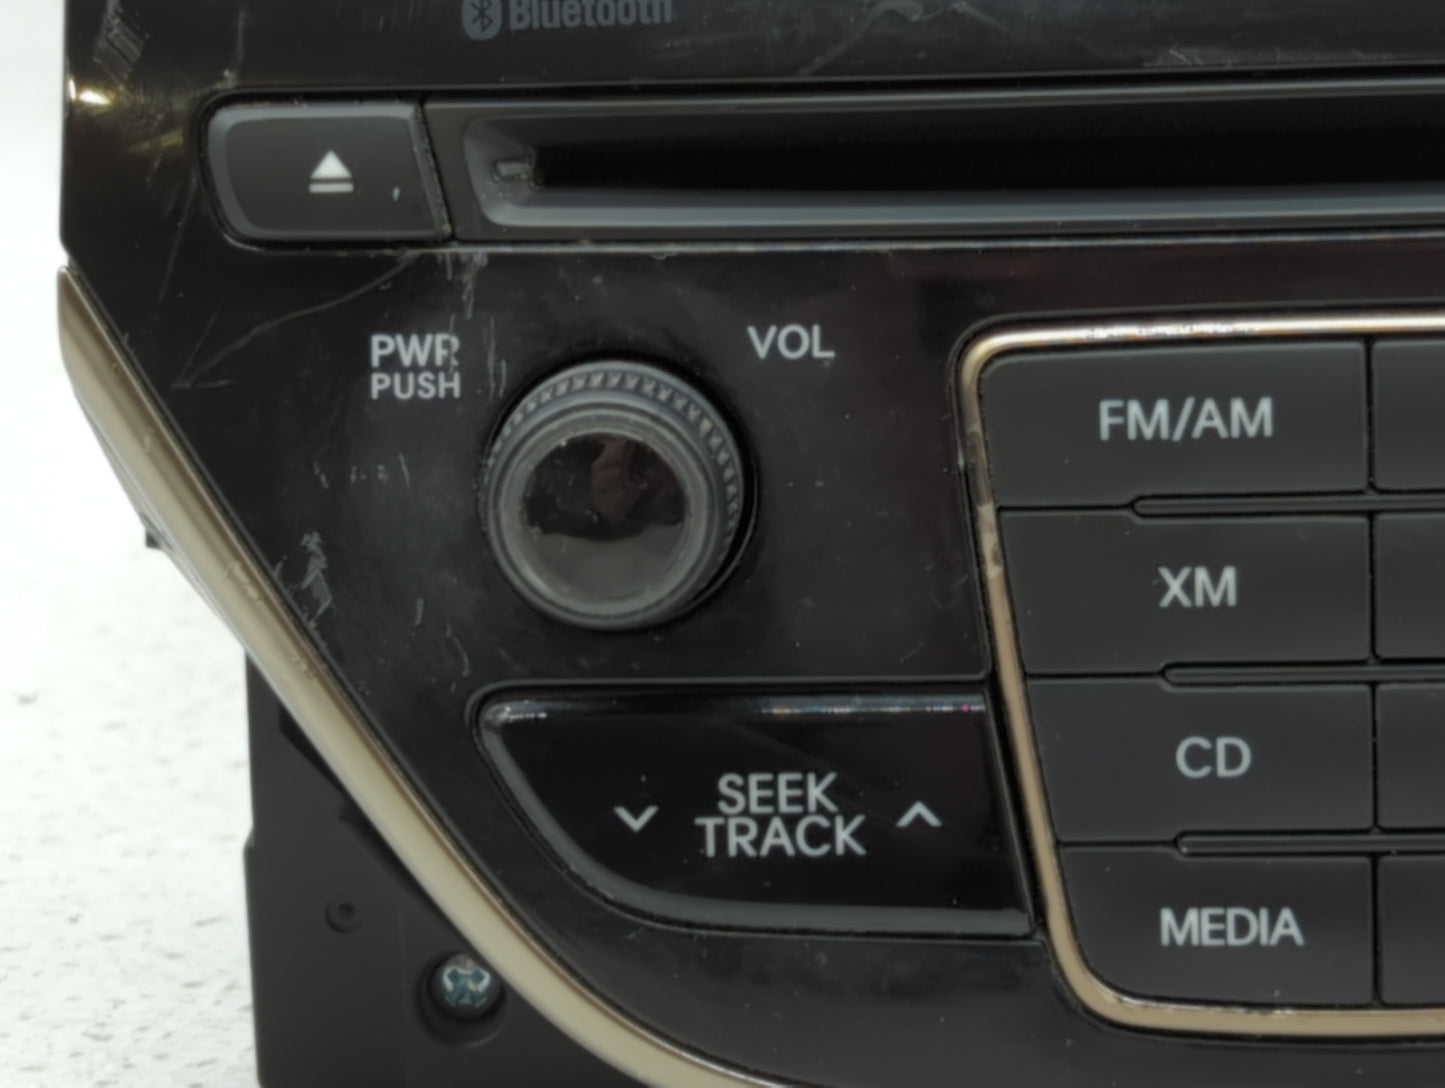 Bluetooth
PWR
PUSH
VOL
FM/AM
XM
CD
MEDIA
SEEK
TRACK